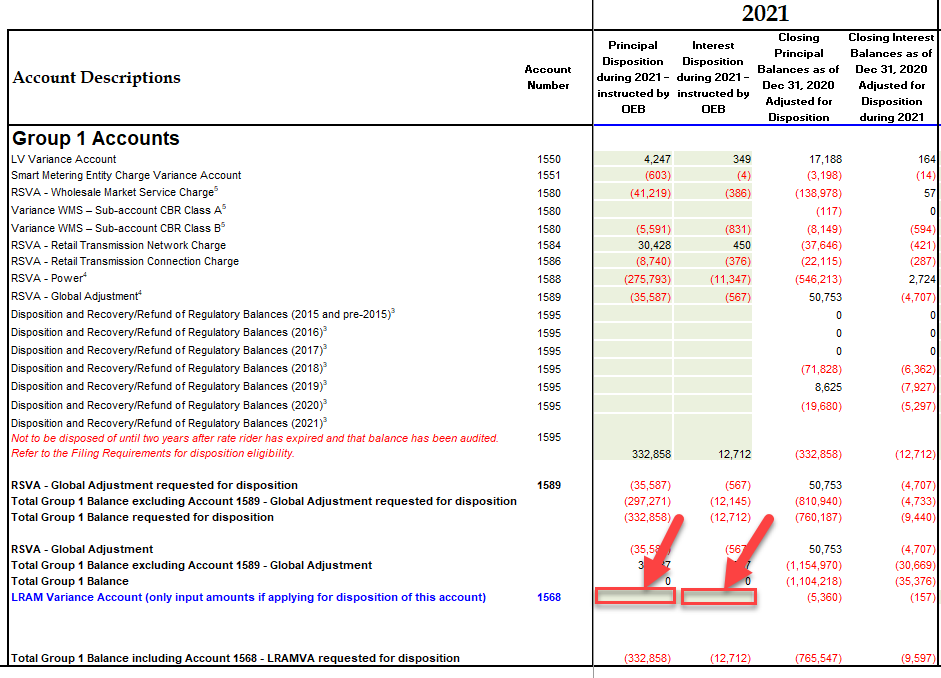 2021
Account Descriptions
Account
Number
Principal
Disposition
during 2021 -
instructed by
OEB
Interest
Disposition
during 2021 -
instructed by
OEB
Closing
Principal
Balances as of
Dec 31, 2020
Adjusted for
Disposition
Closing Interest
Balances as of
Dec 31, 2020
Adjusted for
Disposition
during 2021
Group 1 Accounts
LV Variance Account 1550 4,247 349 17,188 164
Smart Metering Entity Charge Variance Account 1551 (603) (4) (3,198) (14)
RSVA - Wholesale Market Service Charge5 1580 (41,219) (386) (138,978) 57
Variance WMS – Sub-account CBR Class A5 1580 (117) 0
Variance WMS – Sub-account CBR Class B5 1580 (5,591) (831) (8,149) (594)
RSVA - Retail Transmission Network Charge 1584 30,428 450 (37,646) (421)
RSVA - Retail Transmission Connection Charge 1586 (8,740) (376) (22,115) (287)
RSVA - Power4 1588 (275,793) (11,347) (546,213) 2,724
RSVA - Global Adjustment4 1589 (35,587) (567) 50,753 (4,707)
Disposition and Recovery/Refund of Regulatory Balances (2015 and pre-2015)3 1595 0 0
Disposition and Recovery/Refund of Regulatory Balances (2016)3 1595 0 0
Disposition and Recovery/Refund of Regulatory Balances (2017)3 1595 0 0
Disposition and Recovery/Refund of Regulatory Balances (2018)3 1595 (71,828) (6,362)
Disposition and Recovery/Refund of Regulatory Balances (2019)3 1595 8,625 (7,927)
Disposition and Recovery/Refund of Regulatory Balances (2020)3 1595 (19,680) (5,297)
Disposition and Recovery/Refund of Regulatory Balances (2021)3
Not to be disposed of until two years after rate rider has expired and that balance has been audited. 1595
Refer to the Filing Requirements for disposition eligibility. 332,858 12,712 (332,858) (12,712)
RSVA - Global Adjustment requested for disposition 1589 (35,587) (567) 50,753 (4,707)
Total Group 1 Balance excluding Account 1589 - Global Adjustment requested for disposition (297,271) (12,145) (810,940) (4,733)
Total Group 1 Balance requested for disposition (332,858) (12,712) (760,187) (9,440)
RSVA - Global Adjustment 50,753 (4,707)
Total Group 1 Balance excluding Account 1589 - Global Adjustment (1,154,970) (30,669)
Total Group 1 Balance 0 0 (1,104,218) (35,376)
LRAM Variance Account (only input amounts if applying for disposition of this account) 1568 (5,360) (157)
Total Group 1 Balance including Account 1568 - LRAMVA requested for disposition (332,858) (12,712) (765,547) (9,597)